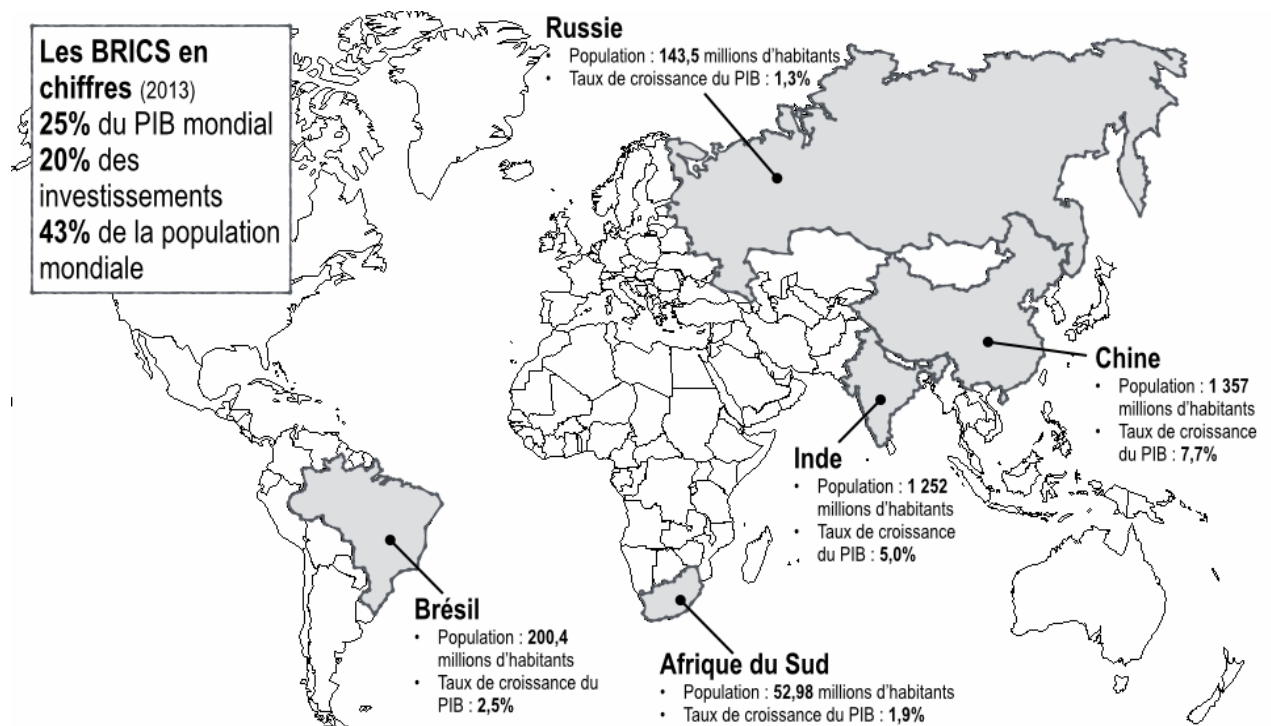 Les BRICS en
chiffres (2013)
25% du PIB mondial
20% des
investissements
43% de la population
mondiale
Russie
• Population : 143,5 millions d'habitants
• Taux de croissance du PIB : 1,3%
Chine
• Population : 1 357
millions d'habitants
• Taux de croissance
du PIB : 7,7%
Inde
• Population : 1 252
millions d'habitants
• Taux de croissance
du PIB : 5,0%
Brésil
• Population : 200,4
millions d'habitants
• Taux de croissance du
PIB : 2,5%
Afrique du Sud
• Population : 52,98 millions d'habitants
• Taux de croissance du PIB : 1,9%